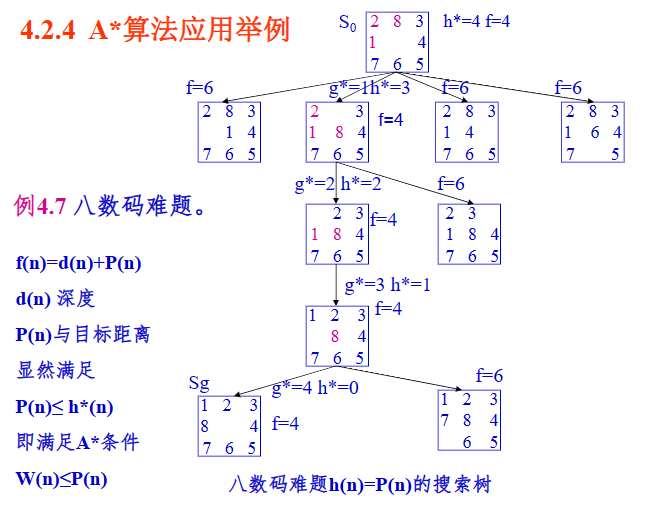 4.2.4 A*算法应用举例
S0
2 8 3
1 4
7 6 5
h*=4 f=4
f=6
g*=1h*=3
f=6
f=6
2 8 3
1 4
7 6 5
2 3
1 8 4
7 6 5
f=4
2 8 3
1 4
7 6 5
2 8 3
1 6 4
7 5
例4.7 八数码难题。
g*=2 h*=2
f=6
2 3
1 8 4
7 6 5
f=4
2 3
1 8 4
7 6 5
f(n)=d(n)+P(n)
d(n) 深度
P(n)与目标距离
显然满足
P(n)≤ h*(n)
即满足A*条件
W(n)≤P(n)
g*=3 h*=1
1 2 3
8 4
7 6 5
f=4
Sg
g*=4 h*=0
f=6
1 2 3
8 4
7 6 5
f=4
1 2 3
7 8 4
6 5
八数码难题h(n)=P(n)的搜索树